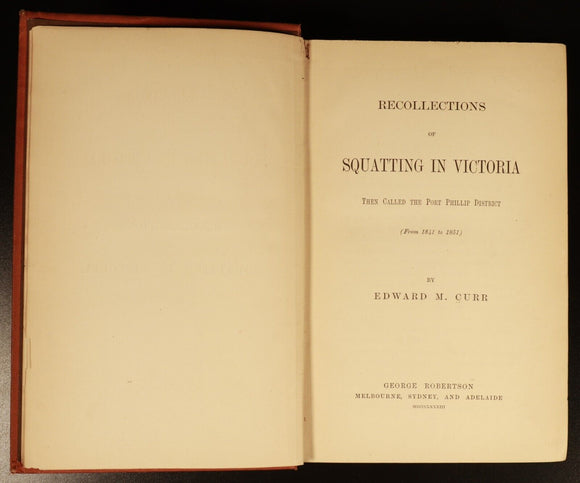 RECOLLECTIONS
OF
SQUATTING IN VICTORIA
THEN CALLED THE PORT PHILLIP DISTRICT
(From 1841 to 1851)
BY
EDWARD M. CURR
GEORGE ROBERTSON
MELBOURNE, SYDNEY, AND ADELAIDE
MDCCCLXXXIII